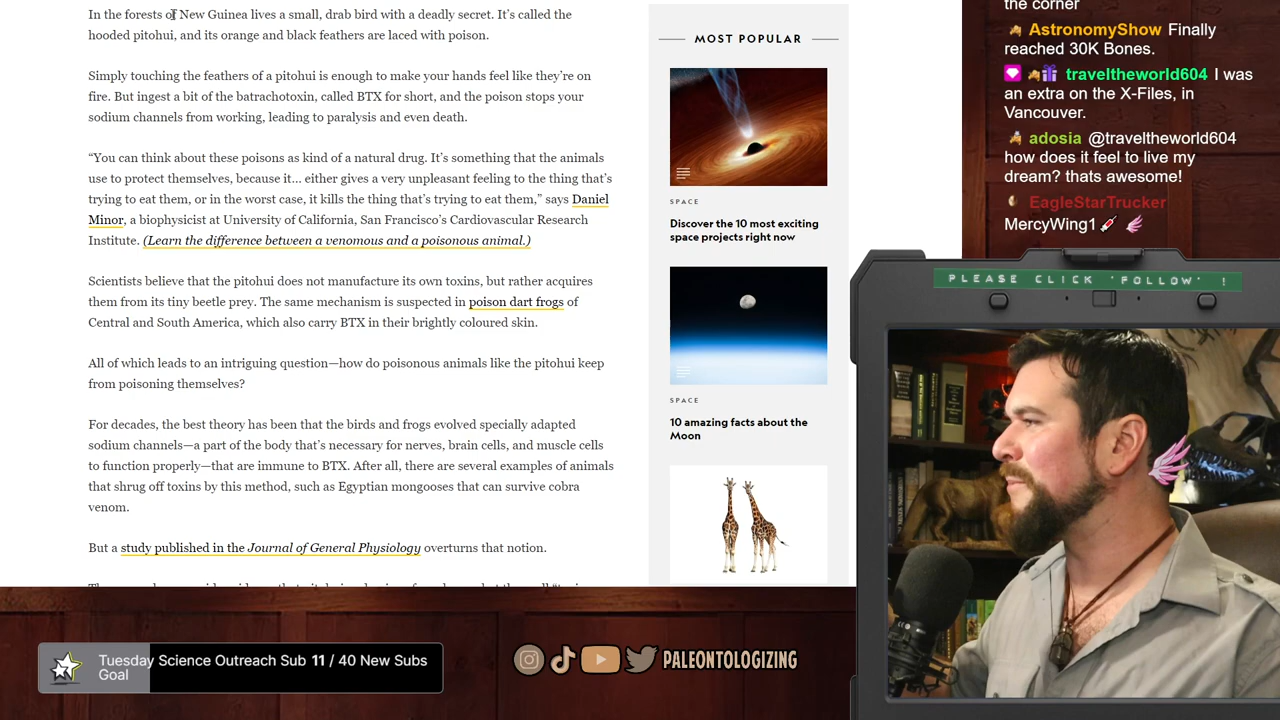 In the forests of New Guinea lives a small, drab bird with a deadly secret. It's called the
hooded pitohui, and its orange and black feathers are laced with poison.
Simply touching the feathers of a pitohui is enough to make your hands feel like they're on
fire. But ingest a bit of the batrachotoxin, called BTX for short, and the poison stops your
sodium channels from working, leading to paralysis and even death.
“You can think about these poisons as kind of a natural drug. It's something that the animals
use to protect themselves, because it… either gives a very unpleasant feeling to the thing that's
trying to eat them, or in the worst case, it kills the thing that's trying to eat them,” says Daniel
Minor, a biophysicist at University of California, San Francisco's Cardiovascular Research
Institute. (Learn the difference between a venomous and a poisonous animal.)
Scientists believe that the pitohui does not manufacture its own toxins, but rather acquires
them from its tiny beetle prey. The same mechanism is suspected in poison dart frogs of
Central and South America, which also carry BTX in their brightly coloured skin.
All of which leads to an intriguing question—how do poisonous animals like the pitohui keep
from poisoning themselves?
For decades, the best theory has been that the birds and frogs evolved specially adapted
sodium channels—a part of the body that's necessary for nerves, brain cells, and muscle cells
to function properly—that are immune to BTX. After all, there are several examples of animals
that shrug off toxins by this method, such as Egyptian mongooses that can survive cobra
venom.
But a study published in the Journal of General Physiology overturns that notion.
MOST POPULAR
SPACE
Discover the 10 most exciting
space projects right now
SPACE
10 amazing facts about the
Moon
the corner
AstronomyShow Finally
reached 30K Bones.
traveltheworld604 I was
an extra on the X-Files, in
Vancouver.
adosia @traveltheworld604
how does it feel to live my
dream? thats awesome!
EagleStarTrucker
MercyWing1
PLEASE CLICK 'FOLLOW' !
Tuesday Science Outreach Sub 11 / 40 New Subs
Goal
PALEONTOLOGIZING